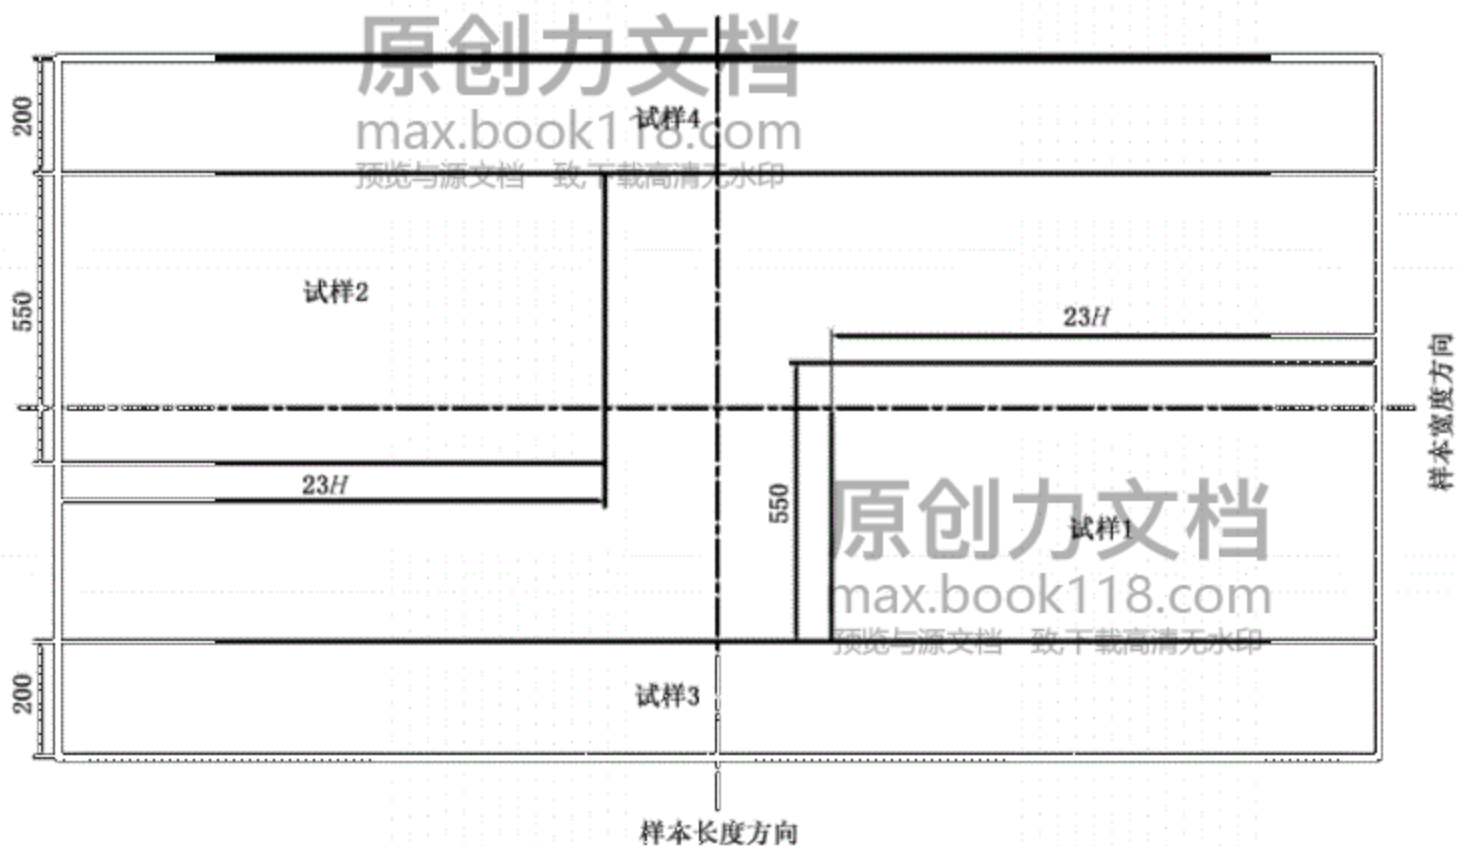 原创力文档
200
试样4
max.book118.com
预览与源文档一致,下载高清无水印
试样2
550
23H
样本宽度方向
23H
550
原创力文档
试样1
max.book118.com
预览与源文档一致,下载高清无水印
200
试样3
样本长度方向